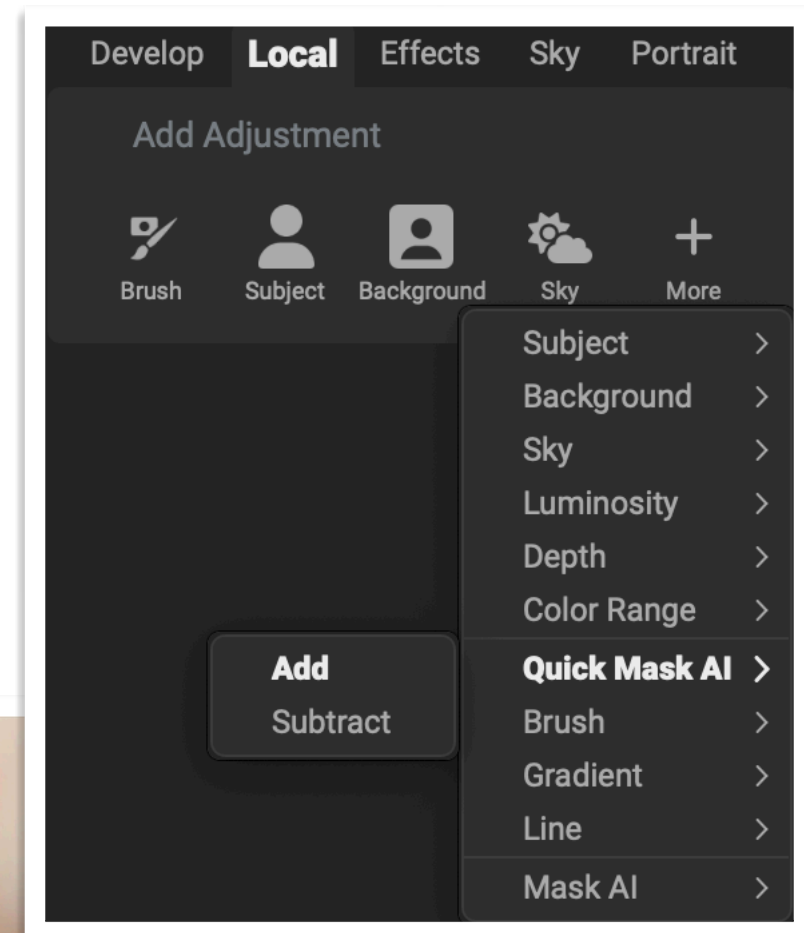 Develop Local Effects Sky Portrait
Add Adjustment
Brush Subject Background Sky More
Subject
Background
Sky
Luminosity
Depth
Color Range
Add Quick Mask AI
Subtract Brush
Gradient
Line
Mask AI